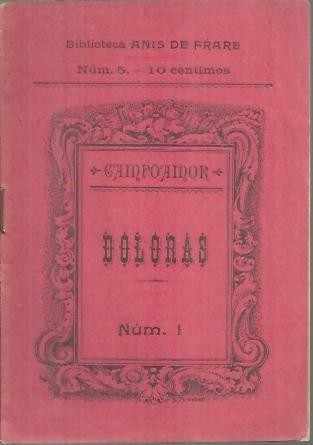 Biblioteca ANIS DE FRARE
Núm. 5. - 10 céntimos
CAMPOAMOR
DOLORAS
Núm. 1